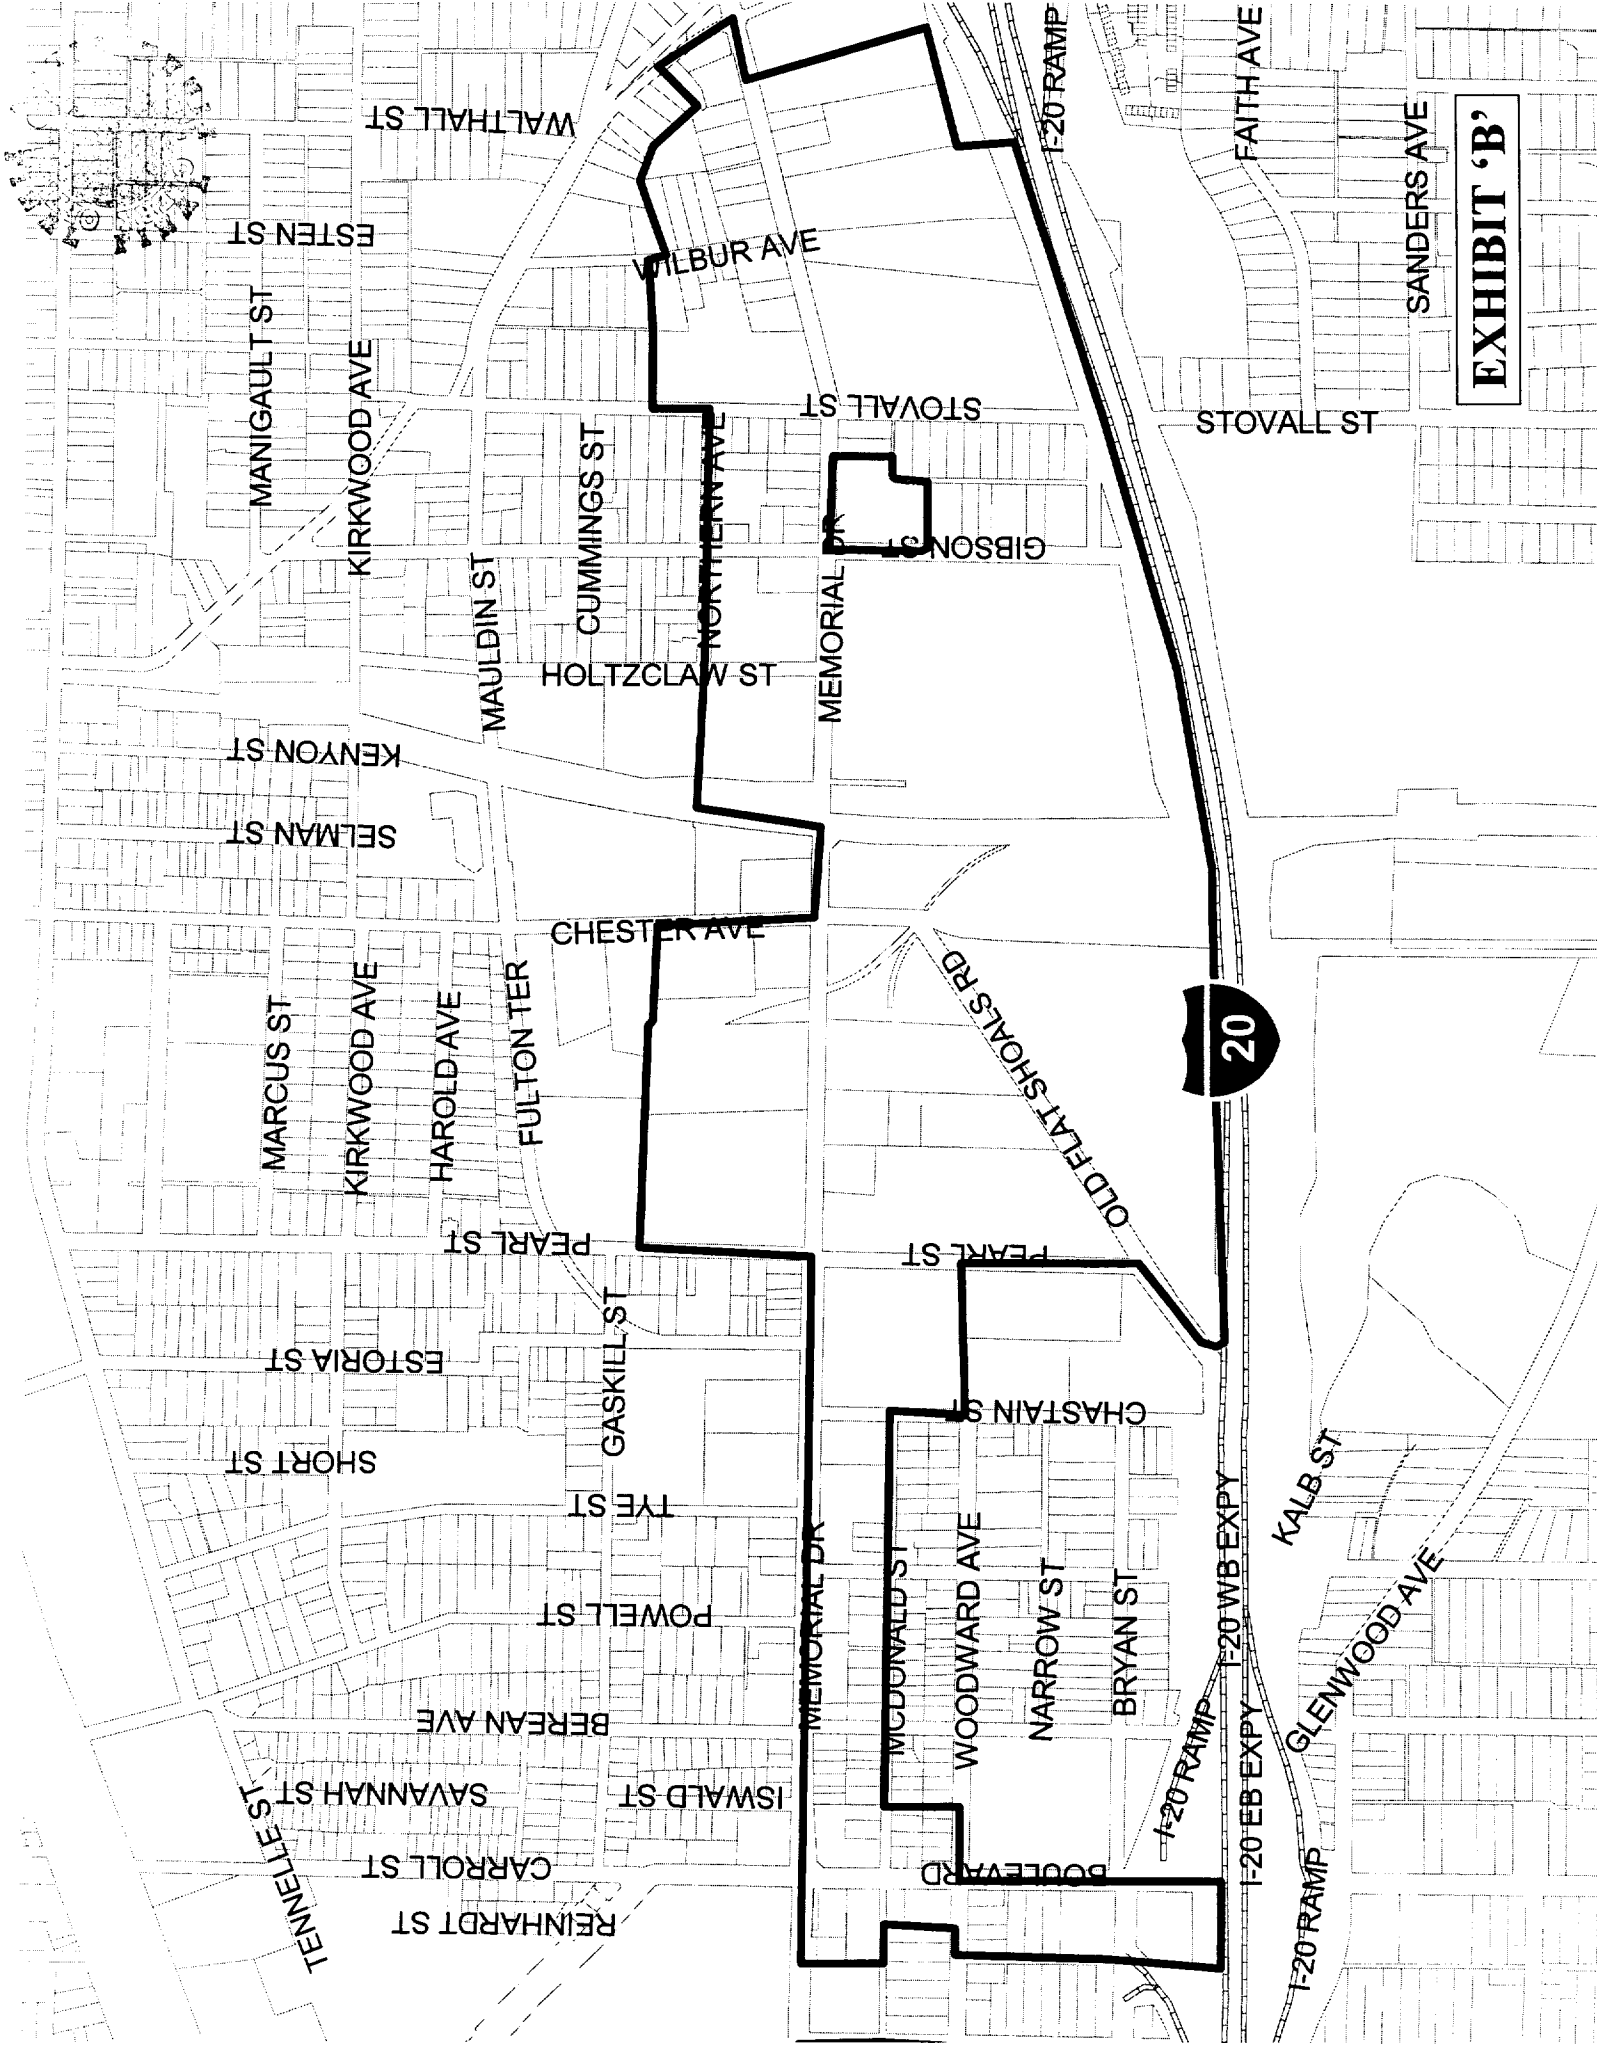 WALTHALL ST
I-20 RAMP
FAITH AVE
SANDERS AVE
EXHIBIT 'B'
ESTEN ST
WILBUR AVE
MANIGAULT ST
KIRKWOOD AVE
STOVALL ST
STOVALL ST
CUMMINGS ST
NORTHERN AVE
GIBSON ST
MEMORIAL DR
MAULDIN ST
HOLTZCLAW ST
KENYON ST
SELMAN ST
CHESTER AVE
OLD FLAT SHOALS RD
MARCUS ST
KIRKWOOD AVE
HAROLD AVE
FULTON TER
20
PEARL ST
PEARL ST
GASKILL ST
ESTORIA ST
CHASTAIN ST
SHORT ST
TYE ST
KALB ST
MEMORIAL DR
MCDONALD ST
WOODWARD AVE
NARROW ST
BRYAN ST
I-20 WB EXPY
POWELL ST
GLENWOOD AVE
BEREAN AVE
I-20 RAMP
I-20 EB EXPY
SAVANNAH ST
ISWALD ST
TENNELLE ST
CARROLL ST
BOULEVARD
REINHARDT ST
I-20 RAMP